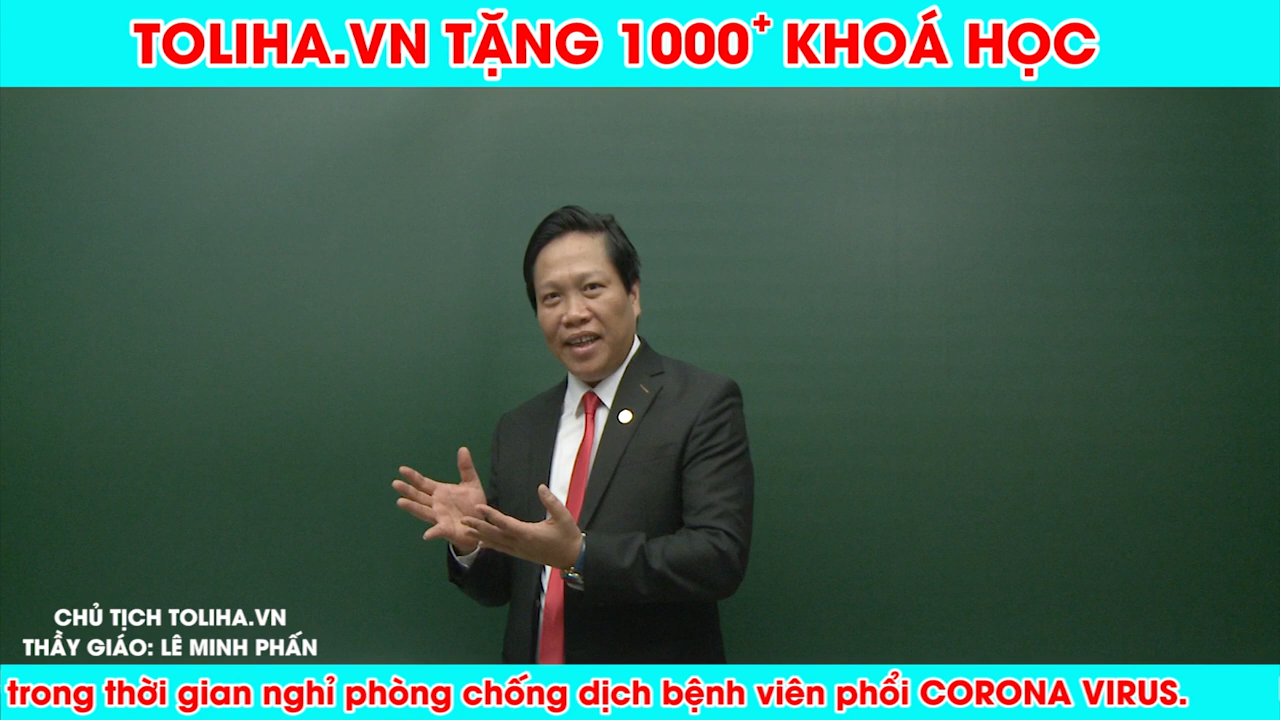 TOLIHA.VN TẶNG 1000⁺ KHOÁ HỌC
CHỦ TỊCH TOLIHA.VN
THẦY GIÁO: LÊ MINH PHẤN
trong thời gian nghỉ phòng chống dịch bệnh viên phổi CORONA VIRUS.